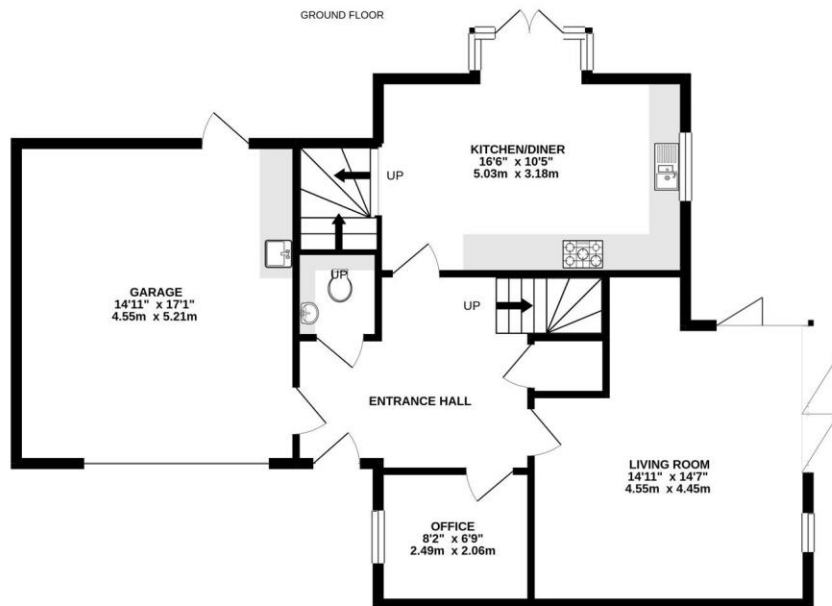 GROUND FLOOR
KITCHEN/DINER
16'6" x 10'5"
5.03m x 3.18m
UP
UP
UP
GARAGE
14'11" x 17'1"
4.55m x 5.21m
ENTRANCE HALL
LIVING ROOM
14'11" x 14'7"
4.55m x 4.45m
OFFICE
8'2" x 6'9"
2.49m x 2.06m